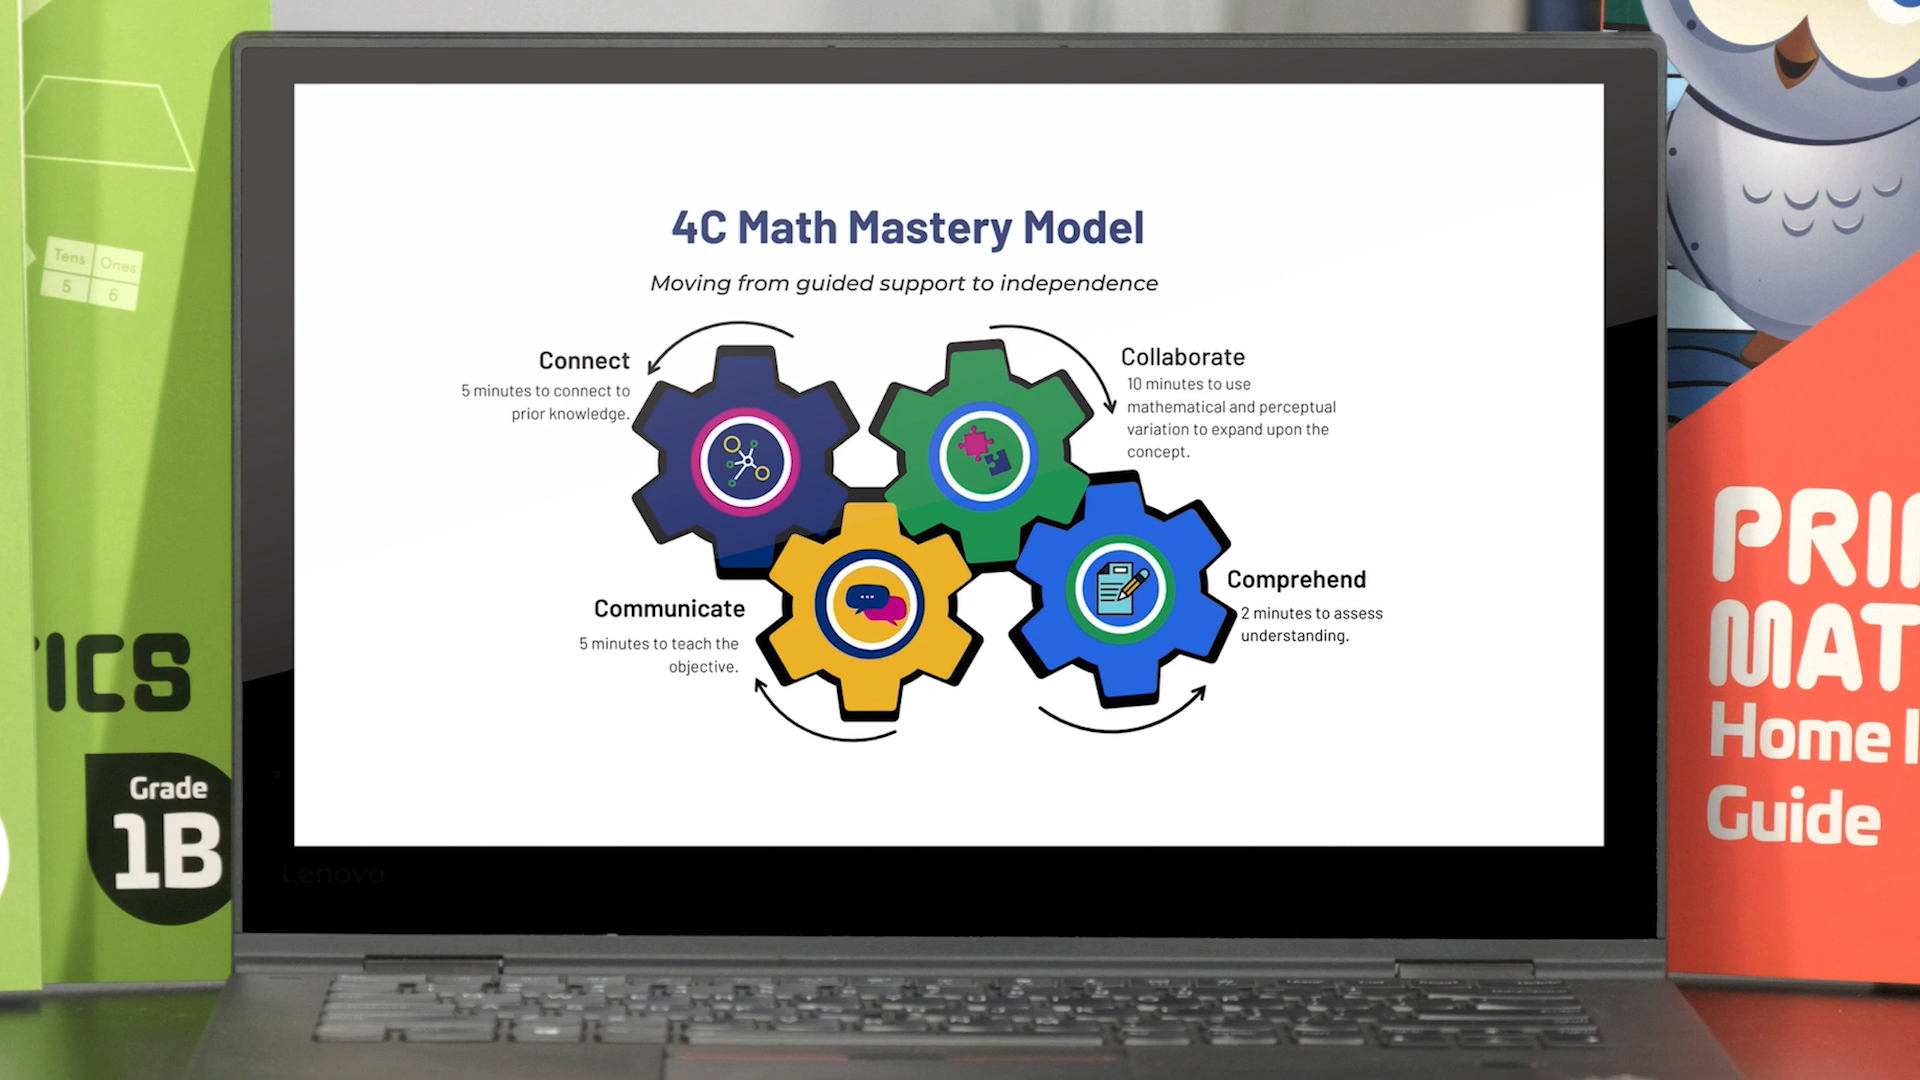 4C Math Mastery Model
Moving from guided support to independence
Connect
5 minutes to connect to
prior knowledge.
Collaborate
10 minutes to use
mathematical and perceptual
variation to expand upon the
concept.
Communicate
5 minutes to teach the
objective.
Comprehend
2 minutes to assess
understanding.
Tens Ones
5 6
ICS
Grade
1B
Lenovo
PRI
MAT
Home I
Guide